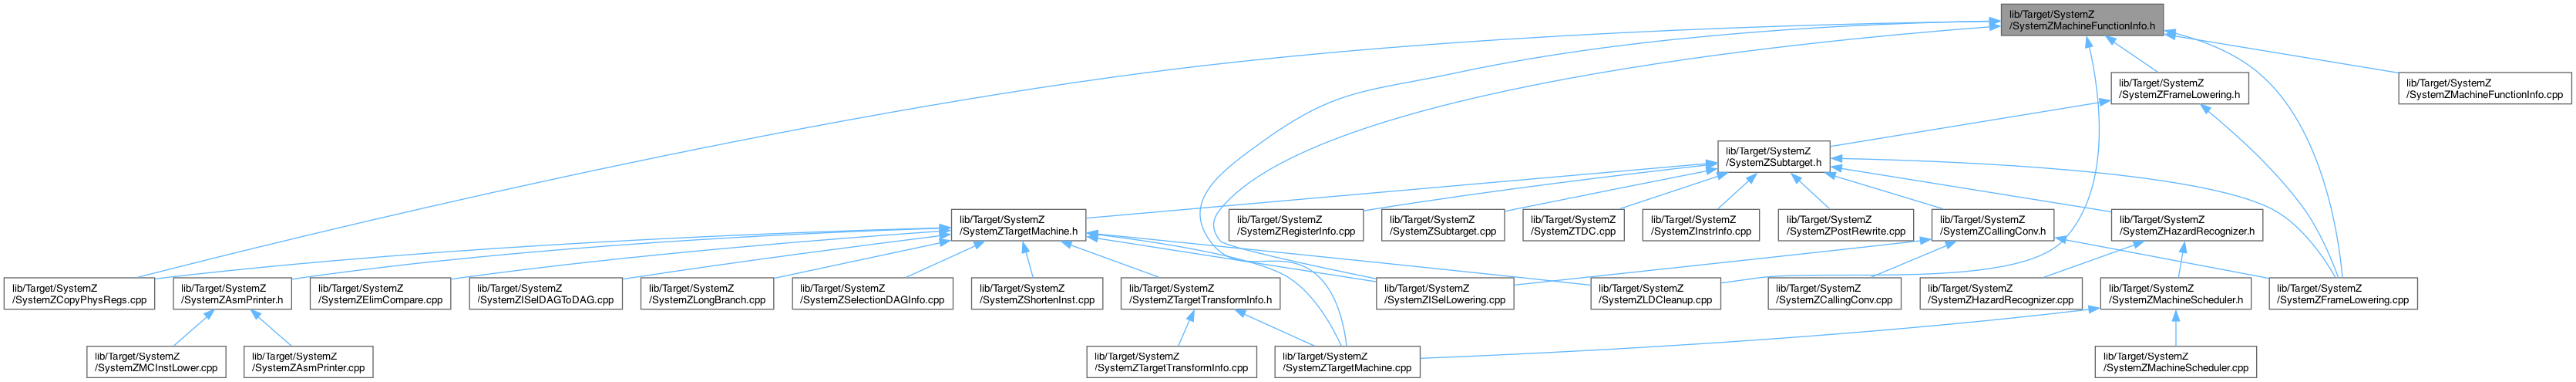 lib/Target/SystemZ
/SystemZMachineFunctionInfo.h
lib/Target/SystemZ
/SystemZFrameLowering.h
lib/Target/SystemZ
/SystemZMachineFunctionInfo.cpp
lib/Target/SystemZ
/SystemZSubtarget.h
lib/Target/SystemZ
/SystemZTargetMachine.h
lib/Target/SystemZ
/SystemZRegisterInfo.cpp
lib/Target/SystemZ
/SystemZSubtarget.cpp
lib/Target/SystemZ
/SystemZTDC.cpp
lib/Target/SystemZ
/SystemZInstrInfo.cpp
lib/Target/SystemZ
/SystemZPostRewrite.cpp
lib/Target/SystemZ
/SystemZCallingConv.h
lib/Target/SystemZ
/SystemZHazardRecognizer.h
lib/Target/SystemZ
/SystemZCopyPhysRegs.cpp
lib/Target/SystemZ
/SystemZAsmPrinter.h
lib/Target/SystemZ
/SystemZElimCompare.cpp
lib/Target/SystemZ
/SystemZISelDAGToDAG.cpp
lib/Target/SystemZ
/SystemZLongBranch.cpp
lib/Target/SystemZ
/SystemZSelectionDAGInfo.cpp
lib/Target/SystemZ
/SystemZShortenInst.cpp
lib/Target/SystemZ
/SystemZTargetTransformInfo.h
lib/Target/SystemZ
/SystemZISelLowering.cpp
lib/Target/SystemZ
/SystemZLDCleanup.cpp
lib/Target/SystemZ
/SystemZCallingConv.cpp
lib/Target/SystemZ
/SystemZHazardRecognizer.cpp
lib/Target/SystemZ
/SystemZMachineScheduler.h
lib/Target/SystemZ
/SystemZFrameLowering.cpp
lib/Target/SystemZ
/SystemZMCInstLower.cpp
lib/Target/SystemZ
/SystemZAsmPrinter.cpp
lib/Target/SystemZ
/SystemZTargetTransformInfo.cpp
lib/Target/SystemZ
/SystemZTargetMachine.cpp
lib/Target/SystemZ
/SystemZMachineScheduler.cpp